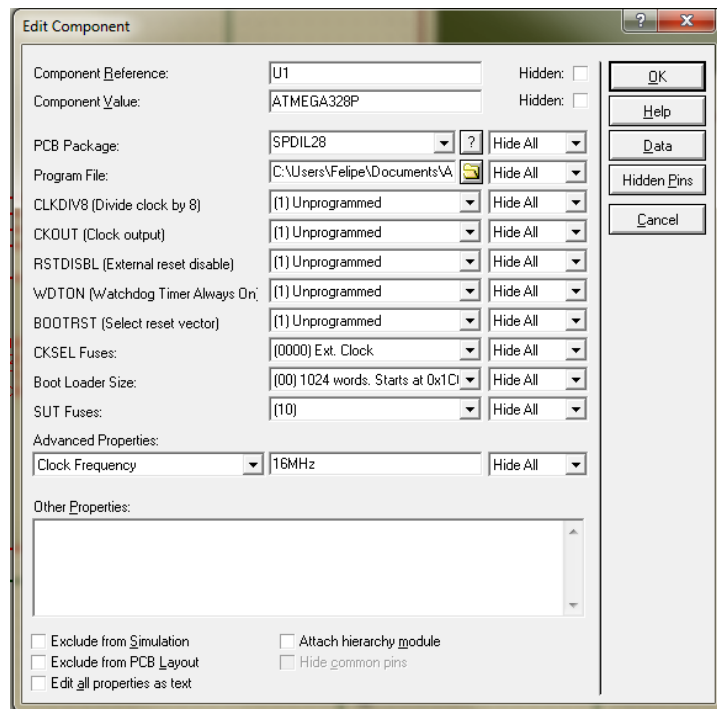 Edit Component
Component Reference: U1 Hidden: OK
Component Value: ATMEGA328P Hidden: Help
PCB Package: SPDIL28 ? Hide All Data
Program File: C:\Users\Felipe\Documents\A Hide All Hidden Pins
CLKDIV8 (Divide clock by 8) (1) Unprogrammed Hide All Cancel
CKOUT (Clock output) (1) Unprogrammed Hide All
RSTDISBL (External reset disable) (1) Unprogrammed Hide All
WDTON (Watchdog Timer Always On) (1) Unprogrammed Hide All
BOOTRST (Select reset vector) (1) Unprogrammed Hide All
CKSEL Fuses: (0000) Ext. Clock Hide All
Boot Loader Size: (00) 1024 words. Starts at 0x1C Hide All
SUT Fuses: (10) Hide All
Advanced Properties:
Clock Frequency 16MHz Hide All
Other Properties:
Exclude from Simulation Attach hierarchy module
Exclude from PCB Layout Hide common pins
Edit all properties as text